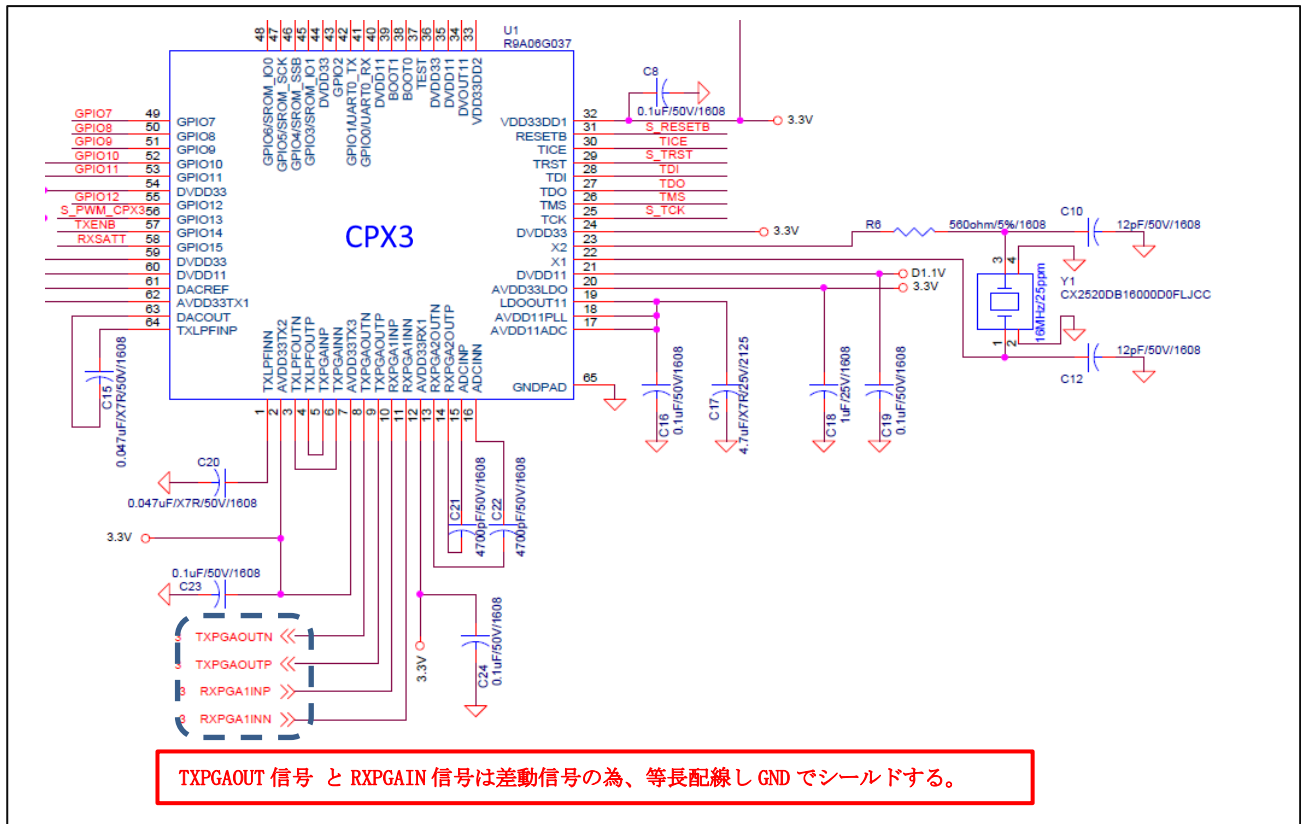 48
47
46
45
44
43
42
41
40
39
38
37
36
35
34
33
U1
R9A06G037
GPIO6/SROM_IO0
GPIO5/SROM_SCK
GPIO4/SROM_SSB
GPIO3/SROM_IO1
DVDD33
GPIO2
GPIO1/UART0_TX
GPIO0/UART0_RX
DVDD11
BOOT1
BOOT0
TEST
DVDD33
DVDD11
DVOUT11
VDD33DD2
GPIO7 49 GPIO7
GPIO8 50 GPIO8
GPIO9 51 GPIO9
GPIO10 52 GPIO10
GPIO11 53 GPIO11
54 DVDD33
GPIO12 55 GPIO12
S_PWM_CPX3 56 GPIO13
TXENB 57 GPIO14
RXSATT 58 GPIO15
59 DVDD33
60 DVDD11
61 DACREF
62 AVDD33TX1
63 DACOUT
64 TXLPFINP
CPX3
C8
0.1uF/50V/1608
VDD33DD1 32 3.3V
RESETB 31 S_RESETB
TICE 30 TICE
TRST 29 S_TRST
TDI 28 TDI
TDO 27 TDO
TMS 26 TMS
TCK 25 S_TCK
DVDD33 24 3.3V
X2 23
X1 22
DVDD11 21 D1.1V
AVDD33LDO 20 3.3V
LDOOUT11 19
AVDD11PLL 18
AVDD11ADC 17
GNDPAD 65
R6 560ohm/5%/1608
C10
12pF/50V/1608
3 4
Y1
CX2520DB16000D0FLJCC
16MHz/25ppm
1 2
12pF/50V/1608
C12
C15
0.047uF/X7R/50V/1608
TXLPFINN
AVDD33TX2
TXLPFOUTN
TXLPFOUTP
TXPGAINP
TXPGAINN
AVDD33TX3
TXPGAOUTN
TXPGAOUTP
RXPGA1INP
RXPGA1INN
AVDD33RX1
RXPGA2OUTN
RXPGA2OUTP
ADCINP
ADCINN
1
2
3
4
5
6
7
8
9
10
11
12
13
14
15
16
C16
0.1uF/50V/1608
C17
4.7uF/X7R/25V/2125
C18
1uF/25V/1608
C19
0.1uF/50V/1608
C20
0.047uF/X7R/50V/1608
C21
4700pF/50V/1608
C22
4700pF/50V/1608
3.3V
0.1uF/50V/1608
C23
3 TXPGAOUTN
3 TXPGAOUTP
3 RXPGA1INP
3 RXPGA1INN
3.3V
C24
0.1uF/50V/1608
TXPGAOUT 信号 と RXPGAIN 信号は差動信号の為、等長配線し GND でシールドする。